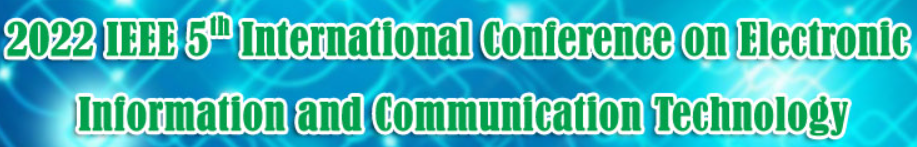 2022 IEEE 5th International Conference on Electronic
Information and Communication Technology